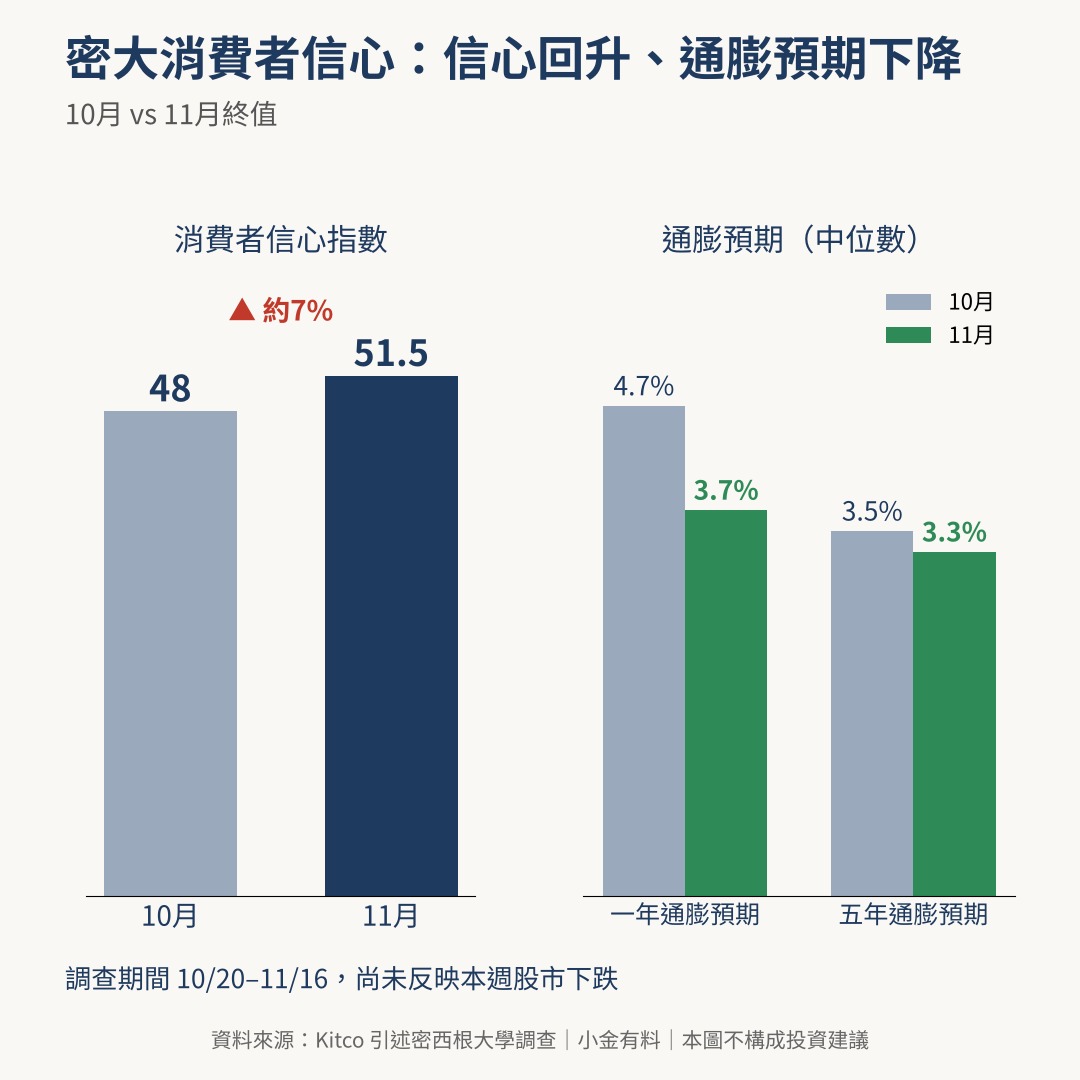 密大消費者信心：信心回升、通膨預期下降
10月 vs 11月終值
消費者信心指數
▲ 約7%
48
51.5
10月
11月
通膨預期（中位數）
10月
11月
4.7%
3.7%
3.5%
3.3%
一年通膨預期
五年通膨預期
調查期間 10/20–11/16，尚未反映本週股市下跌
資料來源：Kitco 引述密西根大學調查｜小金有料｜本圖不構成投資建議